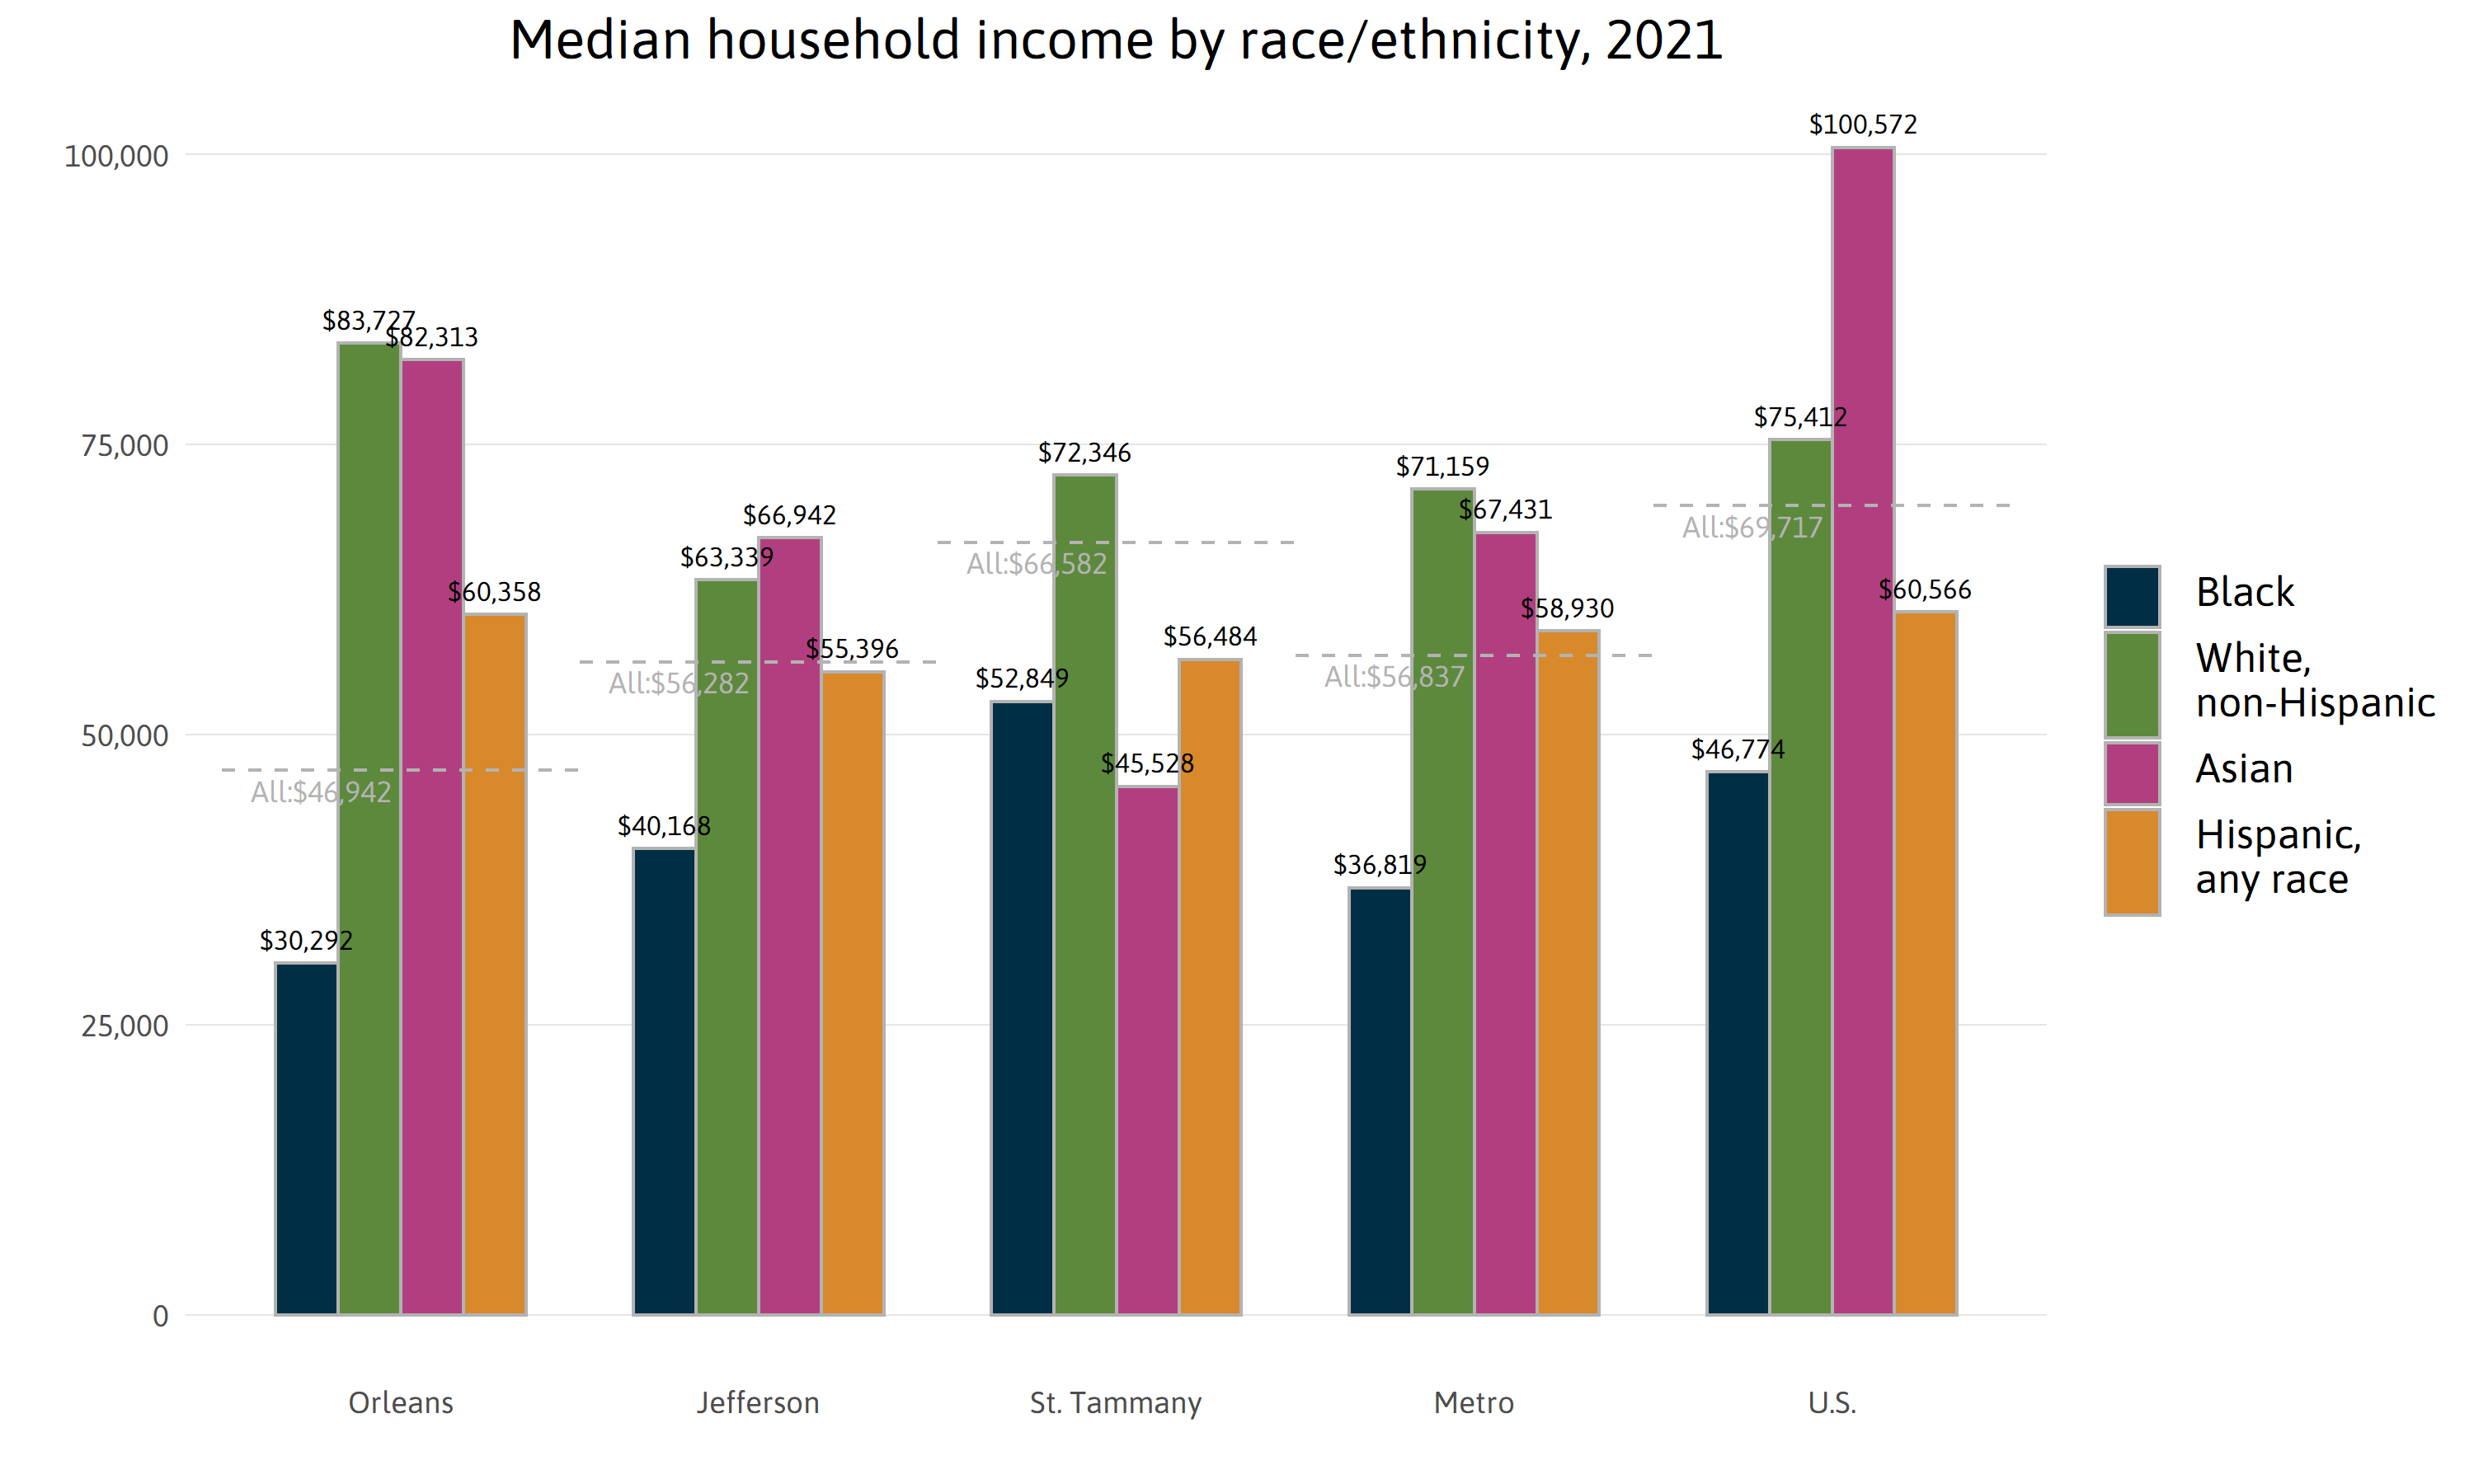 Median household income by race/ethnicity, 2021
100,000
75,000
50,000
25,000
0
$30,292
$83,727
$82,313
$60,358
All:$46,942
$40,168
$63,339
$66,942
$55,396
All:$56,282
$52,849
$72,346
$45,528
$56,484
All:$66,582
$36,819
$71,159
$67,431
$58,930
All:$56,837
$46,774
$75,412
$100,572
$60,566
All:$69,717
Orleans
Jefferson
St. Tammany
Metro
U.S.
Black
White,
non-Hispanic
Asian
Hispanic,
any race